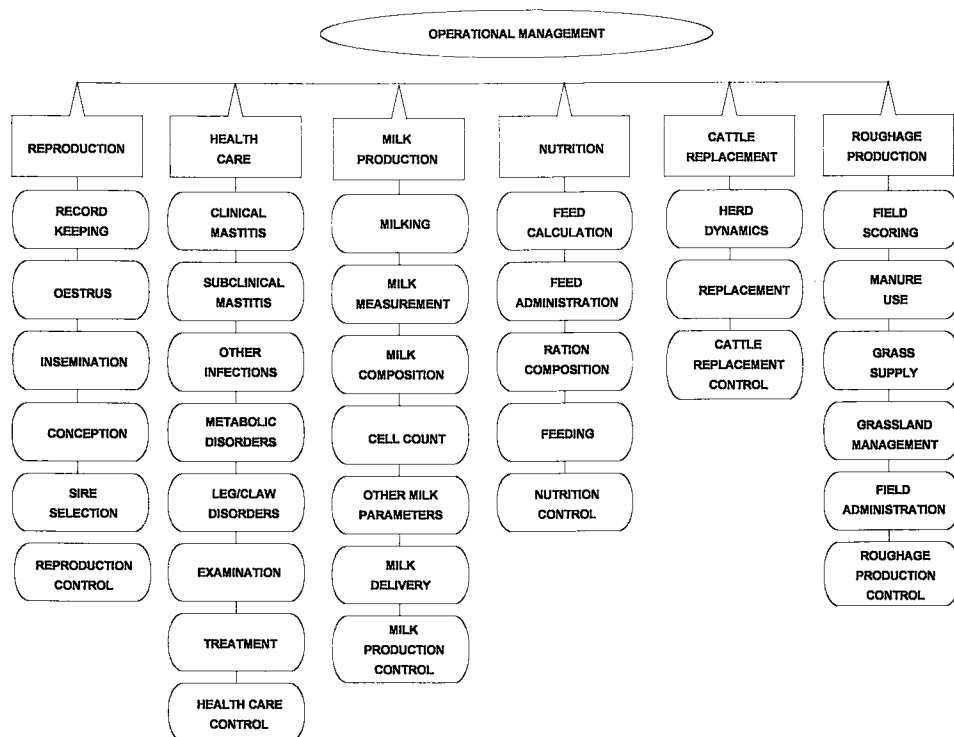 OPERATIONAL MANAGEMENT
REPRODUCTION
HEALTH
CARE
MILK
PRODUCTION
NUTRITION
CATTLE
REPLACEMENT
ROUGHAGE
PRODUCTION
RECORD
KEEPING
OESTRUS
INSEMINATION
CONCEPTION
SIRE
SELECTION
REPRODUCTION
CONTROL
CLINICAL
MASTITIS
SUBCLINICAL
MASTITIS
OTHER
INFECTIONS
METABOLIC
DISORDERS
LEG/CLAW
DISORDERS
EXAMINATION
TREATMENT
HEALTH CARE
CONTROL
MILKING
MILK
MEASUREMENT
MILK
COMPOSITION
CELL COUNT
OTHER MILK
PARAMETERS
MILK
DELIVERY
MILK
PRODUCTION
CONTROL
FEED
CALCULATION
FEED
ADMINISTRATION
RATION
COMPOSITION
FEEDING
NUTRITION
CONTROL
HERD
DYNAMICS
REPLACEMENT
CATTLE
REPLACEMENT
CONTROL
FIELD
SCORING
MANURE
USE
GRASS
SUPPLY
GRASSLAND
MANAGEMENT
FIELD
ADMINISTRATION
ROUGHAGE
PRODUCTION
CONTROL